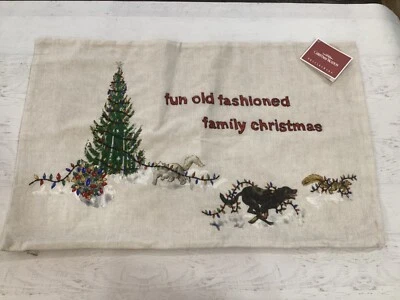 fun old fashioned
family christmas